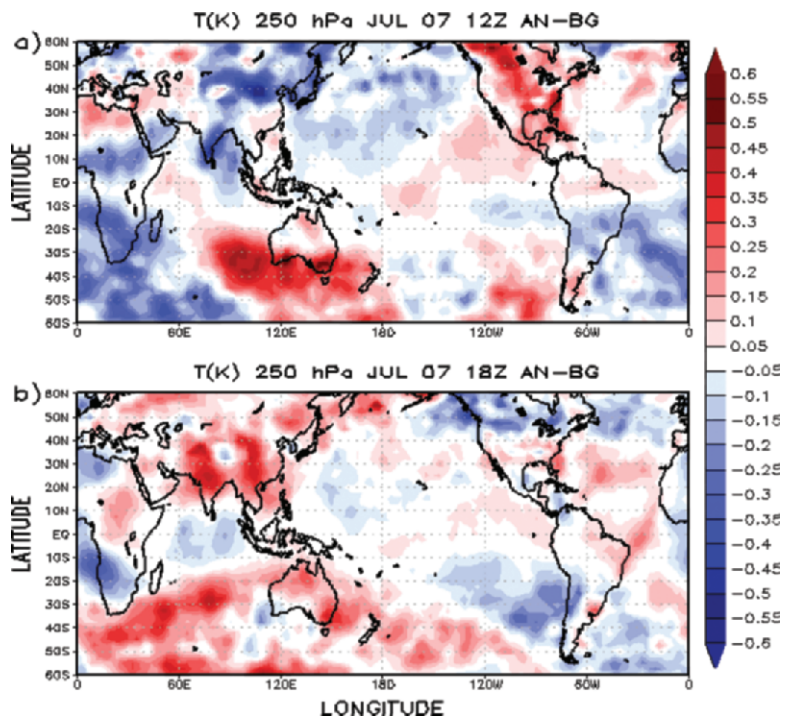 T(K) 250 hPa JUL 07 12Z AN-BG
a)
LATITUDE
60N
50N
40N
30N
20N
10N
EQ
10S
20S
30S
40S
50S
60S
0 60E 120E 180 120W 60W 0
T(K) 250 hPa JUL 07 18Z AN-BG
b)
LATITUDE
60N
50N
40N
30N
20N
10N
EQ
10S
20S
30S
40S
50S
60S
0 60E 120E 180 120W 60W 0
LONGITUDE
0.6
0.55
0.5
0.45
0.4
0.35
0.3
0.25
0.2
0.15
0.1
0.05
-0.05
-0.1
-0.15
-0.2
-0.25
-0.3
-0.35
-0.4
-0.45
-0.5
-0.55
-0.6